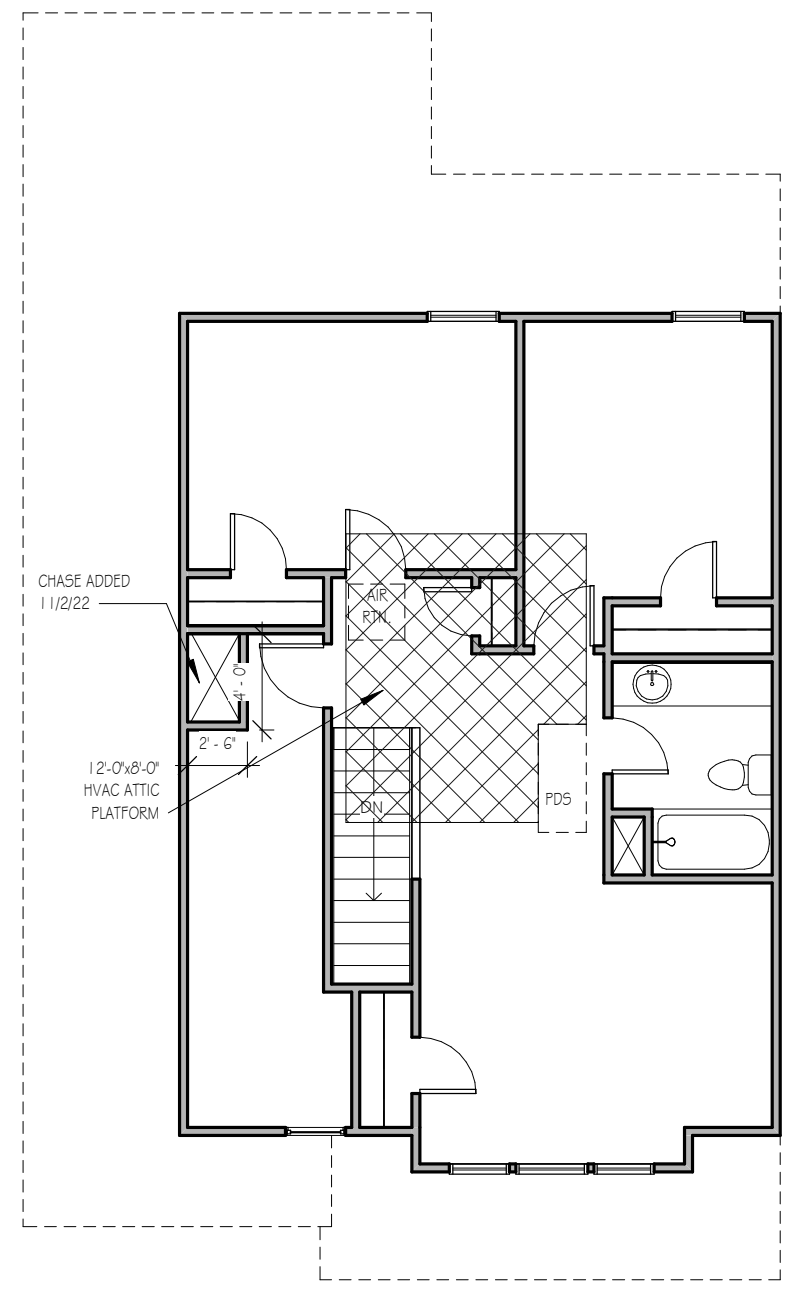 CHASE ADDED
11/2/22
AIR
RTN.
4' - 0"
2' - 6"
12'-0"x8'-0"
HVAC ATTIC
PLATFORM
DN
PDS